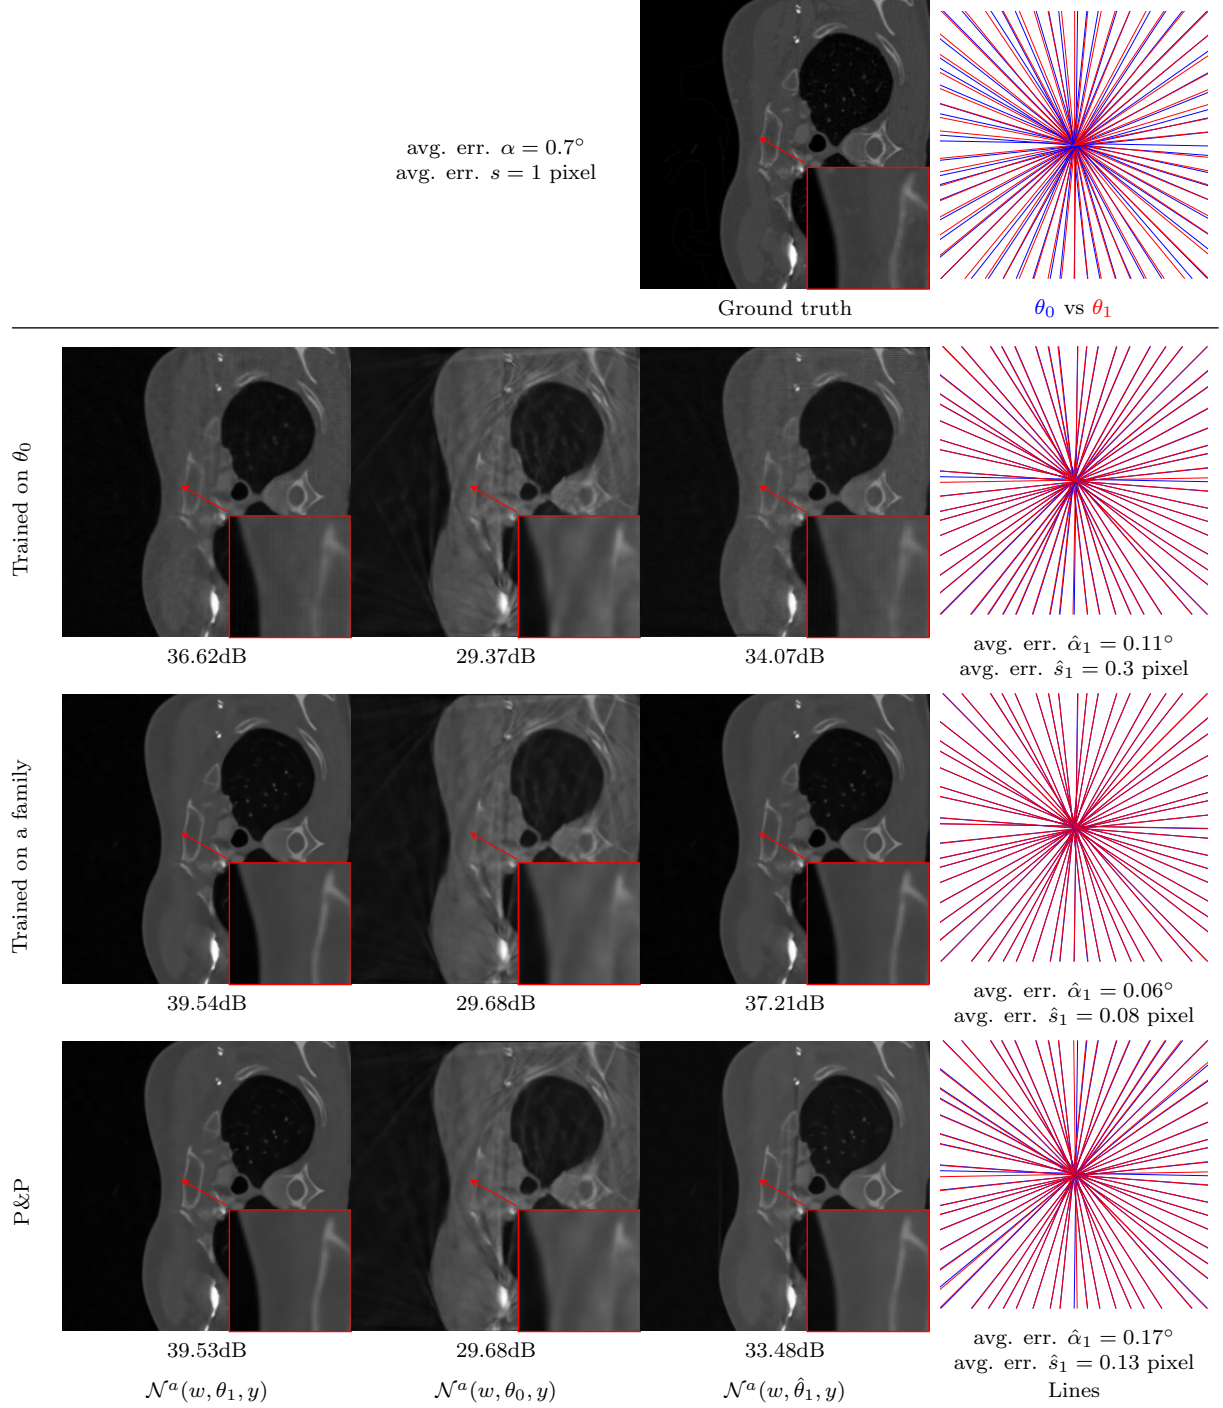 avg. err. α = 0.7°
avg. err. s = 1 pixel
Ground truth
θ₀ vs θ₁
Trained on θ₀
36.62dB
29.37dB
34.07dB
avg. err. α̂₁ = 0.11°
avg. err. ŝ₁ = 0.3 pixel
Trained on a family
39.54dB
29.68dB
37.21dB
avg. err. α̂₁ = 0.06°
avg. err. ŝ₁ = 0.08 pixel
P&P
39.53dB
29.68dB
33.48dB
avg. err. α̂₁ = 0.17°
avg. err. ŝ₁ = 0.13 pixel
𝒩ᵃ(w, θ₁, y)
𝒩ᵃ(w, θ₀, y)
𝒩ᵃ(w, θ̂₁, y)
Lines